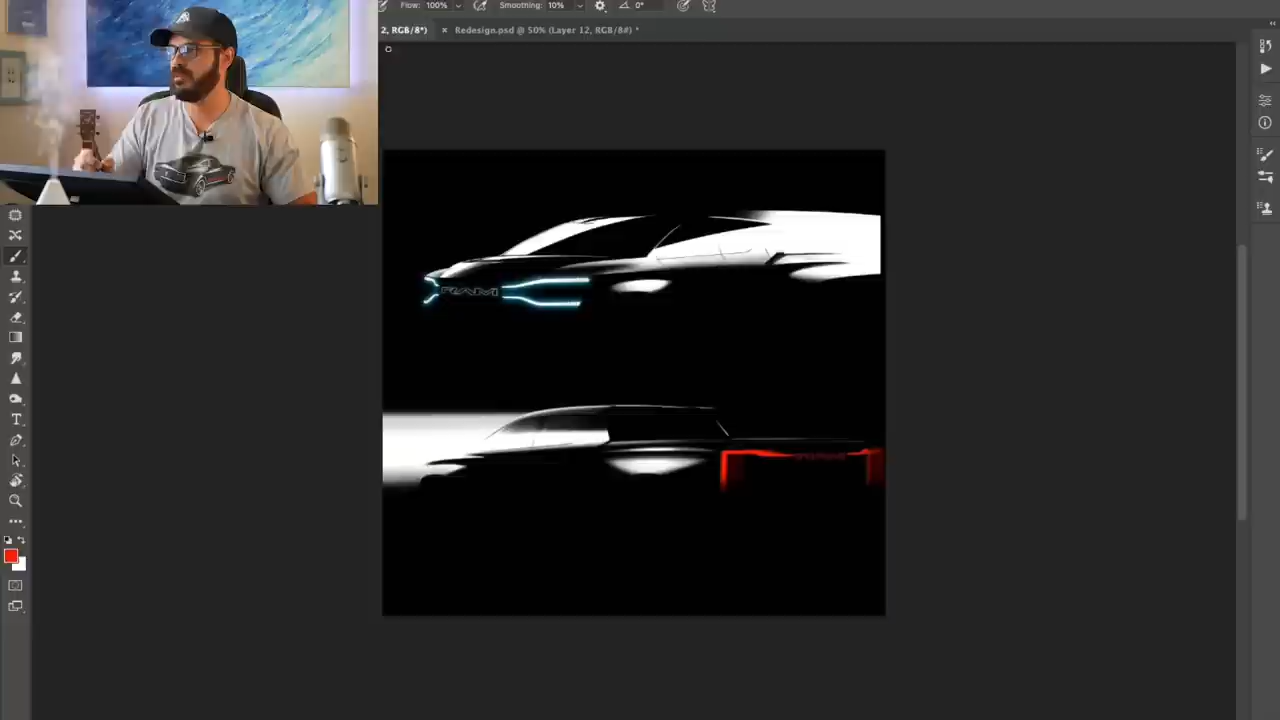 Flow: 100% Smoothing: 10% 0°
2, RGB/8*) × Redesign.psd @ 50% (Layer 12, RGB/8#) *
RAM